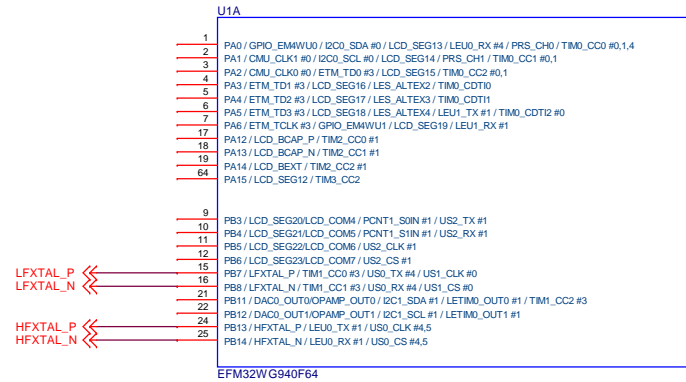 U1A
1 PA0 / GPIO_EM4WU0 / I2C0_SDA #0 / LCD_SEG13 / LEU0_RX #4 / PRS_CH0 / TIM0_CC0 #0,1,4
2 PA1 / CMU_CLK1 #0 / I2C0_SCL #0 / LCD_SEG14 / PRS_CH1 / TIM0_CC1 #0,1
3 PA2 / CMU_CLK0 #0 / ETM_TD0 #3 / LCD_SEG15 / TIM0_CC2 #0,1
4 PA3 / ETM_TD1 #3 / LCD_SEG16 / LES_ALTEX2 / TIM0_CDTI0
5 PA4 / ETM_TD2 #3 / LCD_SEG17 / LES_ALTEX3 / TIM0_CDTI1
6 PA5 / ETM_TD3 #3 / LCD_SEG18 / LES_ALTEX4 / LEU1_TX #1 / TIM0_CDTI2 #0
7 PA6 / ETM_TCLK #3 / GPIO_EM4WU1 / LCD_SEG19 / LEU1_RX #1
17 PA12 / LCD_BCAP_P / TIM2_CC0 #1
18 PA13 / LCD_BCAP_N / TIM2_CC1 #1
19 PA14 / LCD_BEXT / TIM2_CC2 #1
64 PA15 / LCD_SEG12 / TIM3_CC2
9 PB3 / LCD_SEG20/LCD_COM4 / PCNT1_S0IN #1 / US2_TX #1
10 PB4 / LCD_SEG21/LCD_COM5 / PCNT1_S1IN #1 / US2_RX #1
11 PB5 / LCD_SEG22/LCD_COM6 / US2_CLK #1
12 PB6 / LCD_SEG23/LCD_COM7 / US2_CS #1
LFXTAL_P 15 PB7 / LFXTAL_P / TIM1_CC0 #3 / US0_TX #4 / US1_CLK #0
LFXTAL_N 16 PB8 / LFXTAL_N / TIM1_CC1 #3 / US0_RX #4 / US1_CS #0
21 PB11 / DAC0_OUT0/OPAMP_OUT0 / I2C1_SDA #1 / LETIM0_OUT0 #1 / TIM1_CC2 #3
22 PB12 / DAC0_OUT1/OPAMP_OUT1 / I2C1_SCL #1 / LETIM0_OUT1 #1
HFXTAL_P 24 PB13 / HFXTAL_P / LEU0_TX #1 / US0_CLK #4,5
HFXTAL_N 25 PB14 / HFXTAL_N / LEU0_RX #1 / US0_CS #4,5
EFM32WG940F64